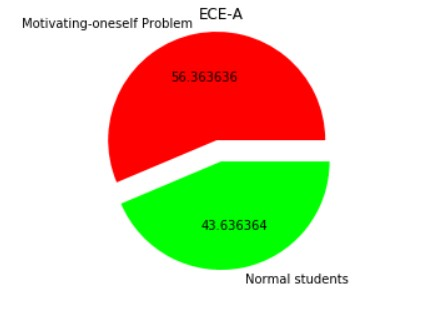 ECE-A
Motivating-oneself Problem
56.363636
43.636364
Normal students